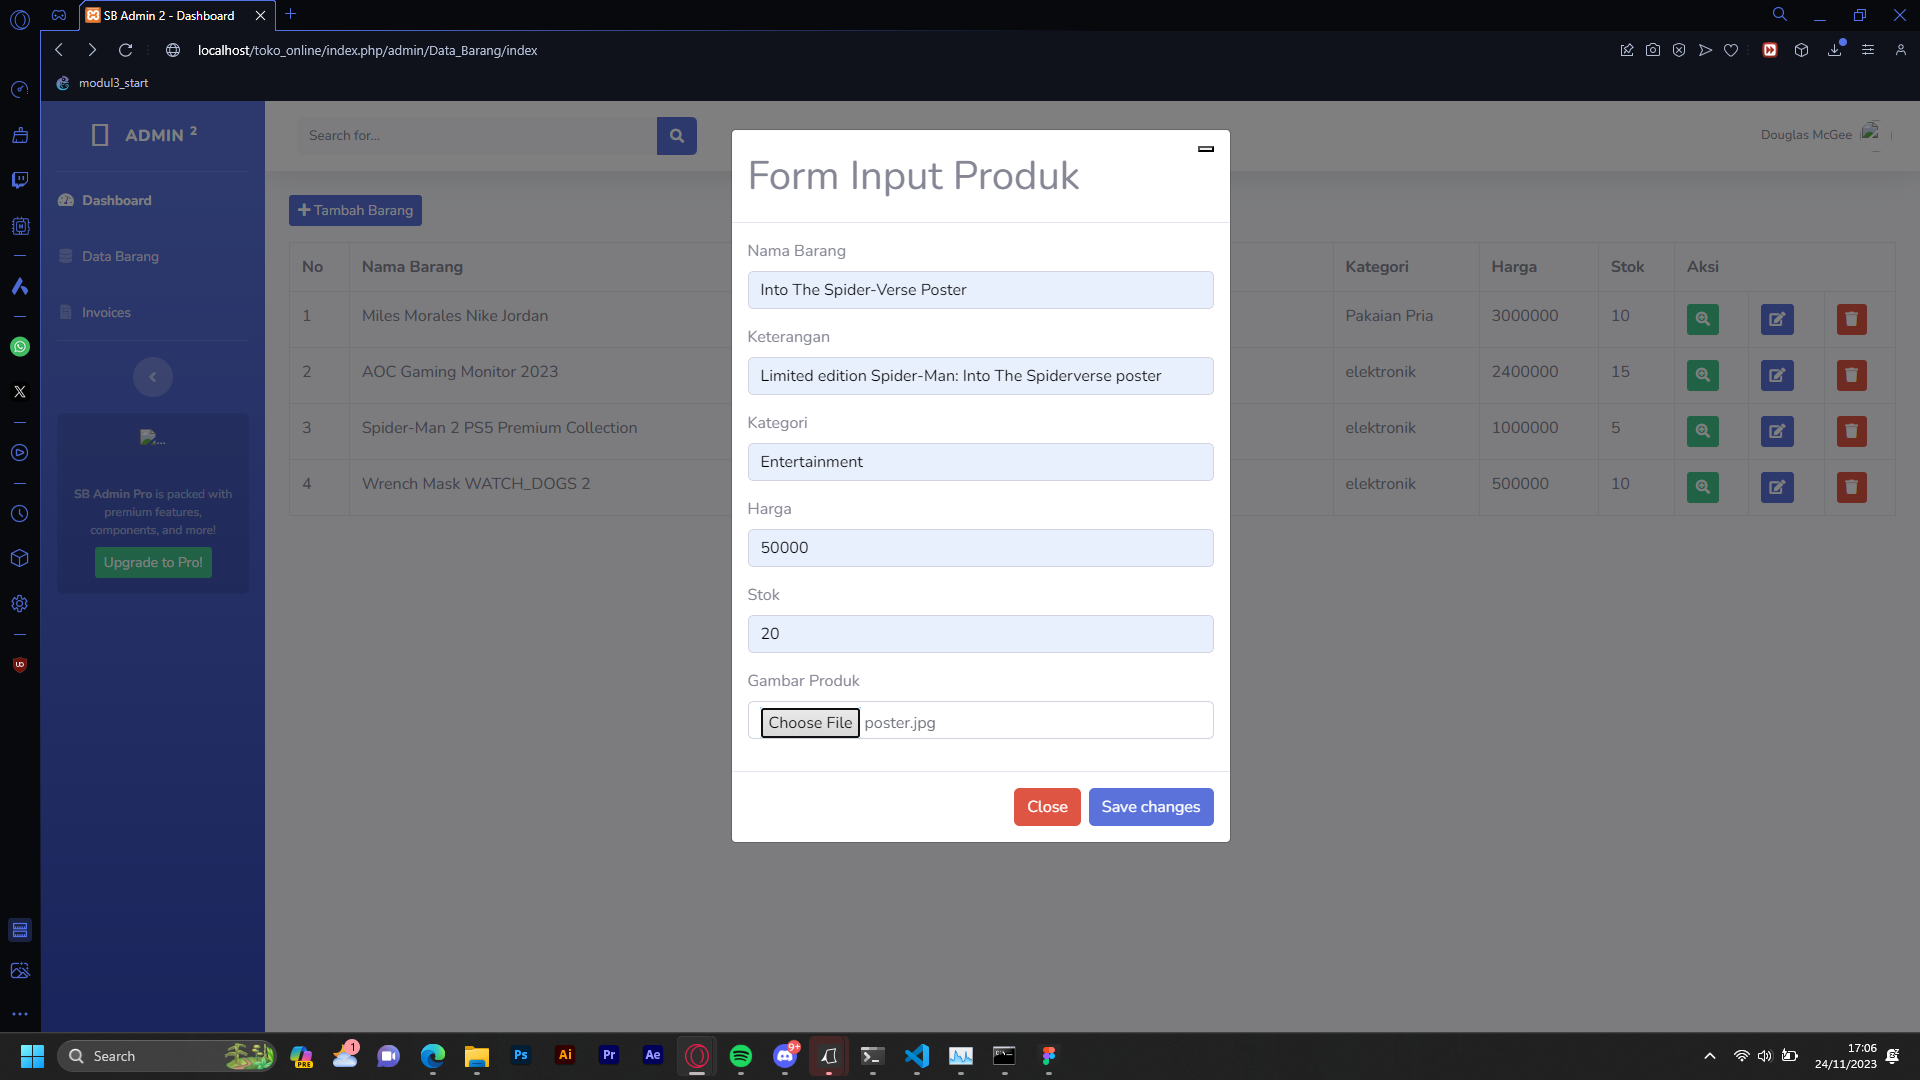 SB Admin 2 - Dashboard
localhost/toko_online/index.php/admin/Data_Barang/index
modul3_start
ADMIN 2
Search for...
Douglas McGee
Dashboard
Data Barang
Invoices
SB Admin Pro is packed with
premium features,
components, and more!
Upgrade to Pro!
Tambah Barang
No Nama Barang Kategori Harga Stok Aksi
1 Miles Morales Nike Jordan Pakaian Pria 3000000 10
2 AOC Gaming Monitor 2023 elektronik 2400000 15
3 Spider-Man 2 PS5 Premium Collection elektronik 1000000 5
4 Wrench Mask WATCH_DOGS 2 elektronik 500000 10
Form Input Produk
Nama Barang
Into The Spider-Verse Poster
Keterangan
Limited edition Spider-Man: Into The Spiderverse poster
Kategori
Entertainment
Harga
50000
Stok
20
Gambar Produk
Choose File poster.jpg
Close Save changes
Search
PRE
1
Ps
Ai
Pr
Ae
9+
17:06
24/11/2023